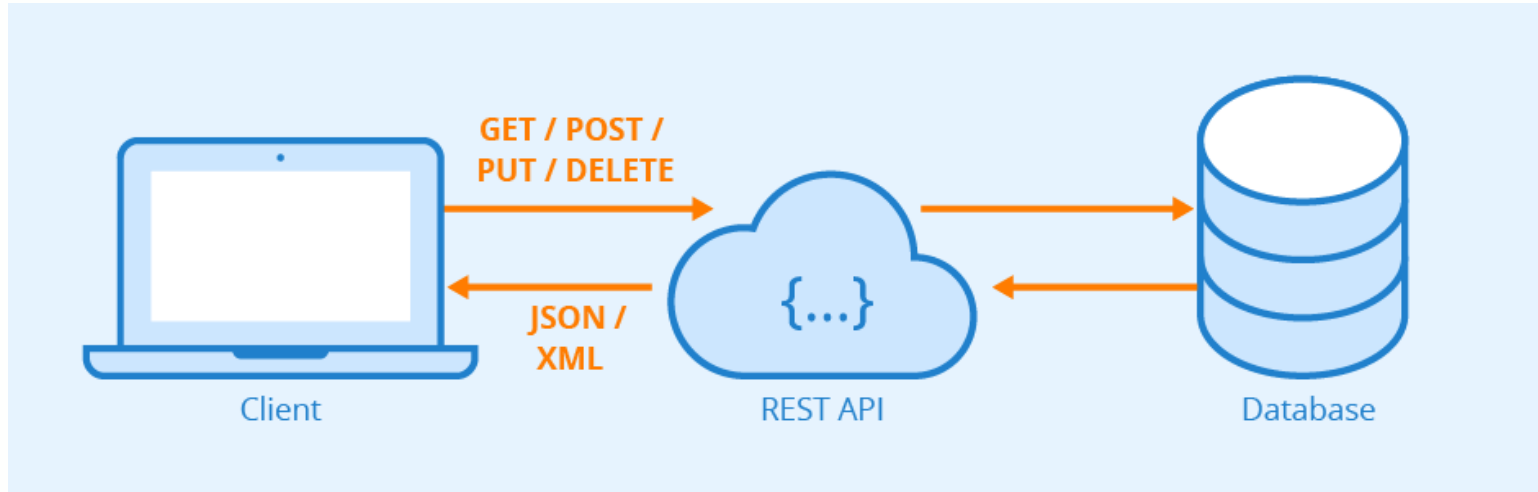 GET / POST /
PUT / DELETE
{...}
JSON /
XML
Client
REST API
Database